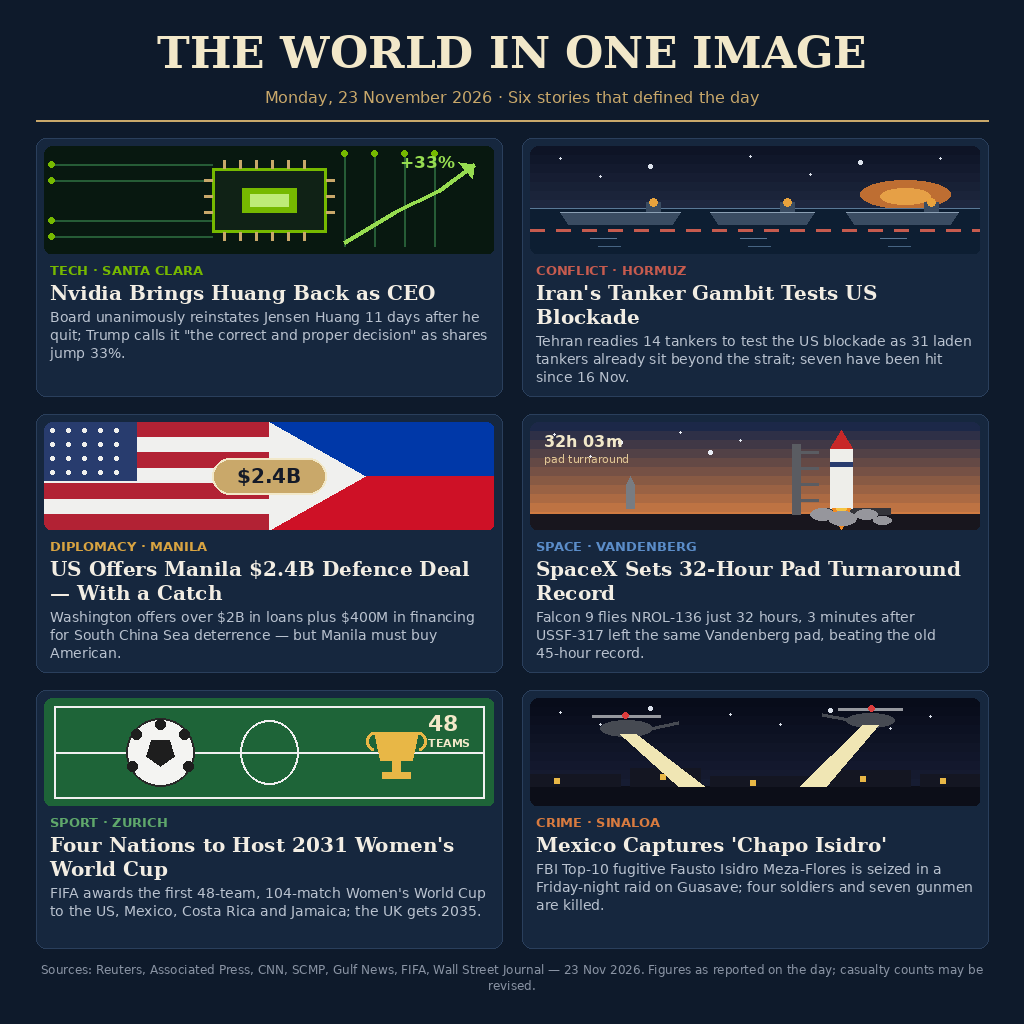 THE WORLD IN ONE IMAGE
Monday, 23 November 2026 · Six stories that defined the day
+33%
TECH · SANTA CLARA
Nvidia Brings Huang Back as CEO
Board unanimously reinstates Jensen Huang 11 days after he
quit; Trump calls it "the correct and proper decision" as shares
jump 33%.
CONFLICT · HORMUZ
Iran's Tanker Gambit Tests US
Blockade
Tehran readies 14 tankers to test the US blockade as 31 laden
tankers already sit beyond the strait; seven have been hit
since 16 Nov.
$2.4B
DIPLOMACY · MANILA
US Offers Manila $2.4B Defence Deal
— With a Catch
Washington offers over $2B in loans plus $400M in financing
for South China Sea deterrence — but Manila must buy
American.
32h 03m
pad turnaround
SPACE · VANDENBERG
SpaceX Sets 32-Hour Pad Turnaround
Record
Falcon 9 flies NROL-136 just 32 hours, 3 minutes after
USSF-317 left the same Vandenberg pad, beating the old
45-hour record.
48
TEAMS
SPORT · ZURICH
Four Nations to Host 2031 Women's
World Cup
FIFA awards the first 48-team, 104-match Women's World Cup
to the US, Mexico, Costa Rica and Jamaica; the UK gets 2035.
CRIME · SINALOA
Mexico Captures 'Chapo Isidro'
FBI Top-10 fugitive Fausto Isidro Meza-Flores is seized in a
Friday-night raid on Guasave; four soldiers and seven gunmen
are killed.
Sources: Reuters, Associated Press, CNN, SCMP, Gulf News, FIFA, Wall Street Journal — 23 Nov 2026. Figures as reported on the day; casualty counts may be
revised.